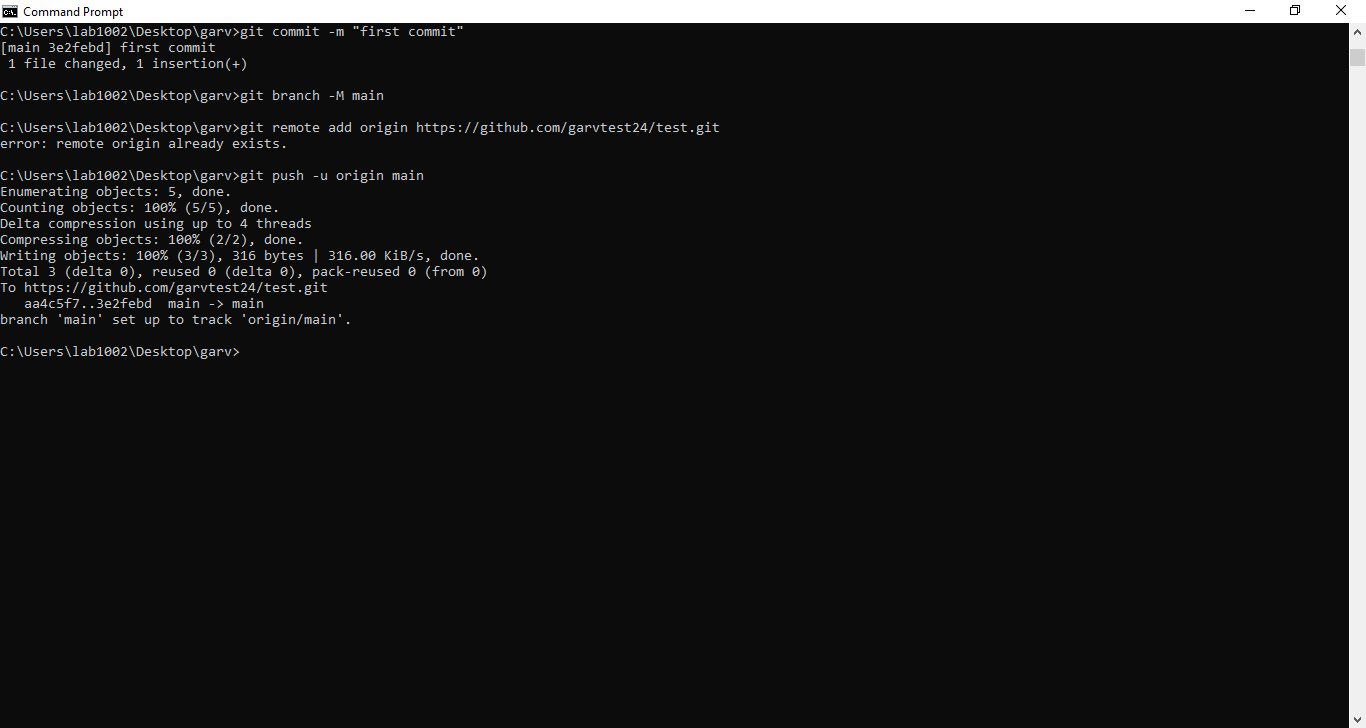 Command Prompt
C:\Users\lab1002\Desktop\garv>git commit -m "first commit"
[main 3e2febd] first commit
 1 file changed, 1 insertion(+)
C:\Users\lab1002\Desktop\garv>git branch -M main
C:\Users\lab1002\Desktop\garv>git remote add origin https://github.com/garvtest24/test.git
error: remote origin already exists.
C:\Users\lab1002\Desktop\garv>git push -u origin main
Enumerating objects: 5, done.
Counting objects: 100% (5/5), done.
Delta compression using up to 4 threads
Compressing objects: 100% (2/2), done.
Writing objects: 100% (3/3), 316 bytes | 316.00 KiB/s, done.
Total 3 (delta 0), reused 0 (delta 0), pack-reused 0 (from 0)
To https://github.com/garvtest24/test.git
   aa4c5f7..3e2febd  main -> main
branch 'main' set up to track 'origin/main'.
C:\Users\lab1002\Desktop\garv>